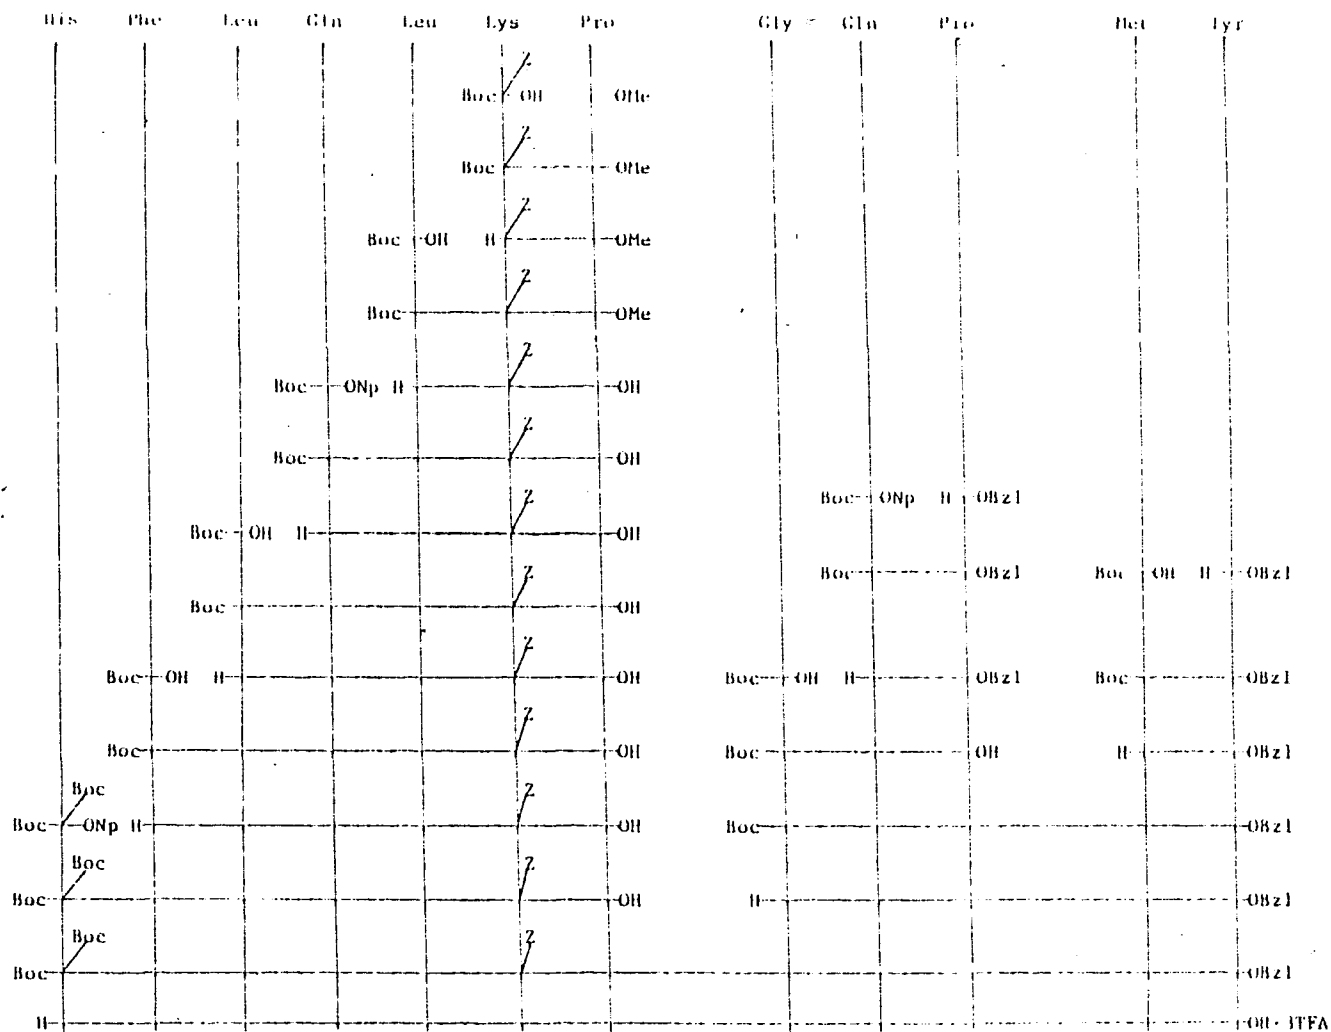 His Phe Leu Gln Leu Lys Pro Gly Gln Pro Met Tyr
Z
Boc OH OMe
Z
Boc OMe
Z
Boc OH H OMe
Z
Boc OMe
Z
Boc ONp H OH
Z
Boc OH
Boc ONp H OBzl
Z
Boc OH H OH
Boc OBzl Boc OH H OBzl
Z
Boc OH
Z
Boc OH H OH Boc OH H OBzl Boc OBzl
Z
Boc OH Boc OH H OBzl
Boc Z
Boc ONp H OH Boc OBzl
Boc Z
Boc OH H OBzl
Boc Z
Boc OBzl
H OH·3TFA